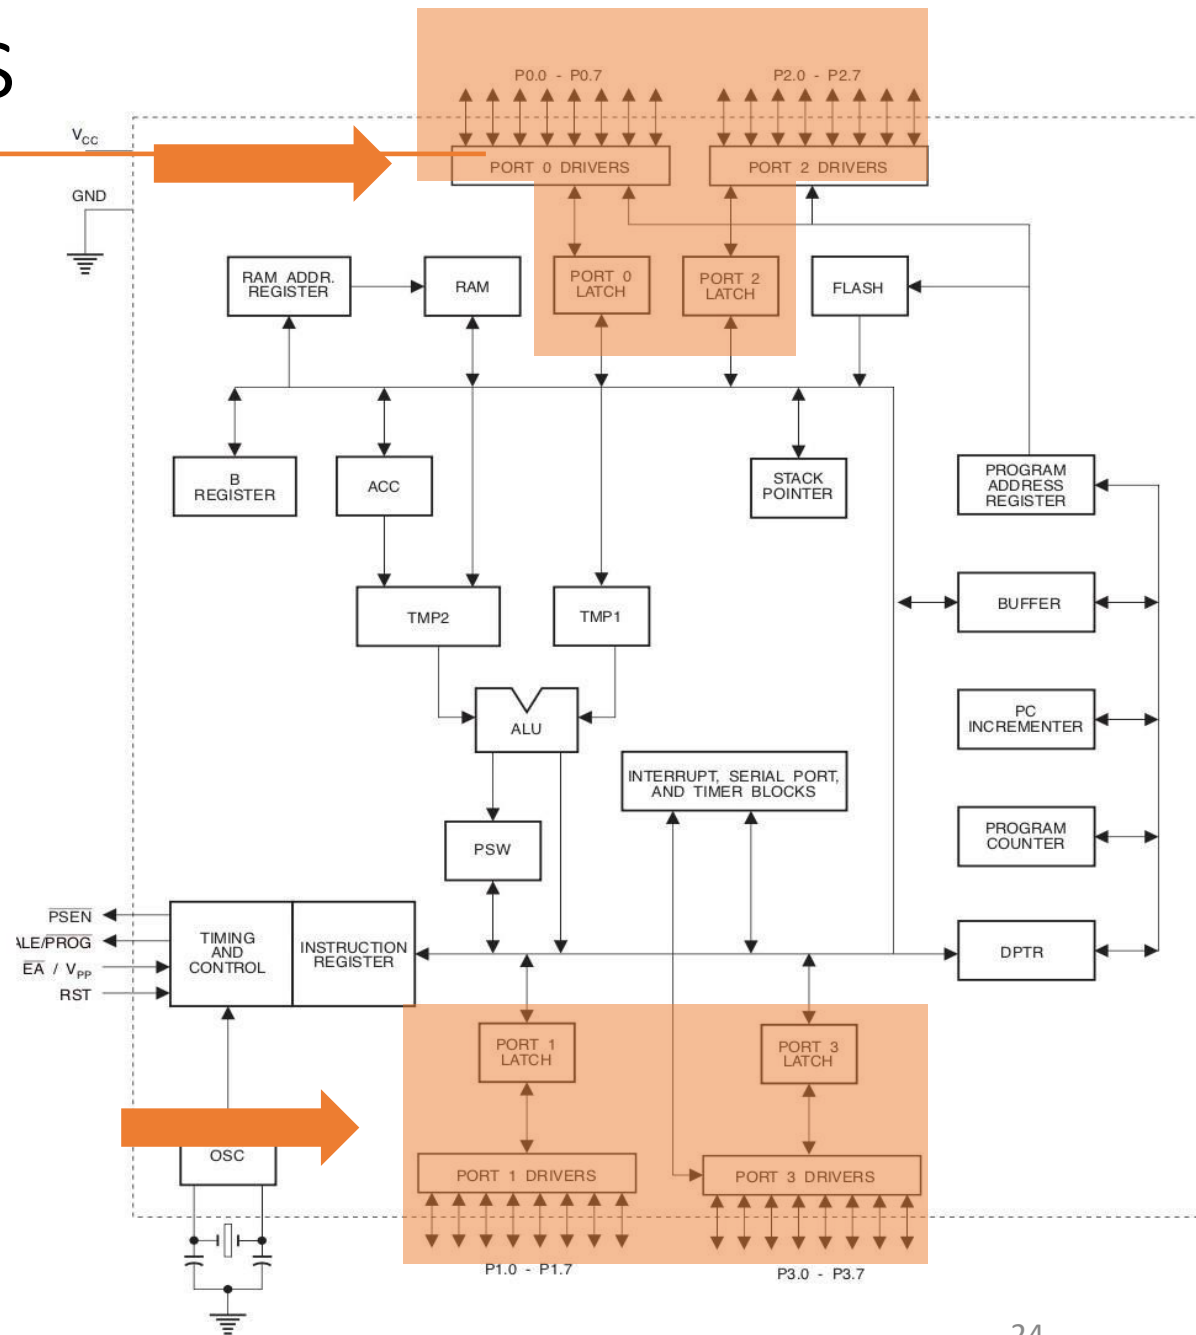 S
P0.0 - P0.7
P2.0 - P2.7
VCC
PORT 0 DRIVERS
PORT 2 DRIVERS
GND
RAM ADDR.
REGISTER
RAM
PORT 0
LATCH
PORT 2
LATCH
FLASH
B
REGISTER
ACC
STACK
POINTER
PROGRAM
ADDRESS
REGISTER
TMP2
TMP1
BUFFER
ALU
PC
INCREMENTER
INTERRUPT, SERIAL PORT,
AND TIMER BLOCKS
PSW
PROGRAM
COUNTER
PSEN
ALE/PROG
EA / VPP
RST
TIMING
AND
CONTROL
INSTRUCTION
REGISTER
DPTR
PORT 1
LATCH
PORT 3
LATCH
OSC
PORT 1 DRIVERS
PORT 3 DRIVERS
P1.0 - P1.7
P3.0 - P3.7
24